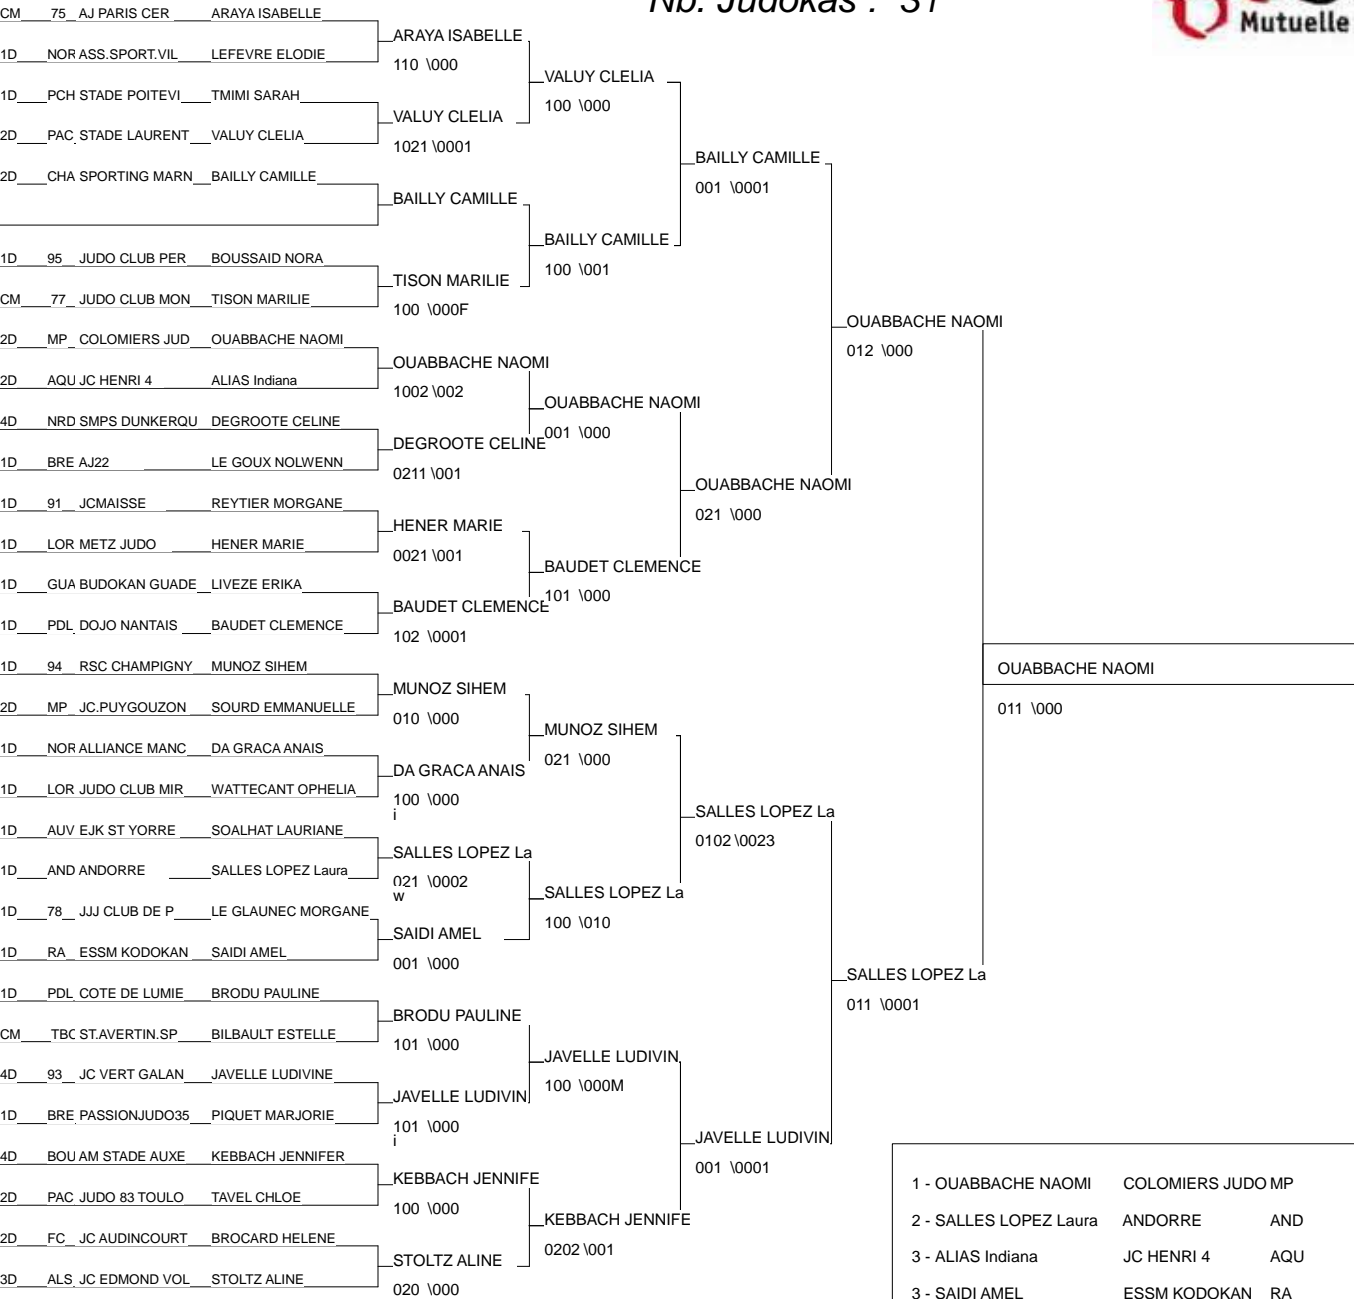 Nb. Judokas : 31
Mutuelle
CM 75 AJ PARIS CER ARAYA ISABELLE
ARAYA ISABELLE
1D NOR ASS.SPORT.VIL LEFEVRE ELODIE
110 \000
VALUY CLELIA
1D PCH STADE POITEVI TMIMI SARAH
100 \000
VALUY CLELIA
2D PAC STADE LAURENT VALUY CLELIA
1021 \0001
BAILLY CAMILLE
2D CHA SPORTING MARN BAILLY CAMILLE
001 \0001
BAILLY CAMILLE
BAILLY CAMILLE
1D 95 JUDO CLUB PER BOUSSAID NORA
100 \001
TISON MARILIE
CM 77 JUDO CLUB MON TISON MARILIE
100 \000F
OUABBACHE NAOMI
2D MP COLOMIERS JUD OUABBACHE NAOMI
012 \000
OUABBACHE NAOMI
2D AQU JC HENRI 4 ALIAS Indiana
1002 \002
OUABBACHE NAOMI
4D NRD SMPS DUNKERQU DEGROOTE CELINE
001 \000
DEGROOTE CELINE
1D BRE AJ22 LE GOUX NOLWENN
0211 \001
OUABBACHE NAOMI
1D 91 JCMAISSE REYTIER MORGANE
021 \000
HENER MARIE
1D LOR METZ JUDO HENER MARIE
0021 \001
BAUDET CLEMENCE
1D GUA BUDOKAN GUADE LIVEZE ERIKA
101 \000
BAUDET CLEMENCE
1D PDL DOJO NANTAIS BAUDET CLEMENCE
102 \0001
1D 94 RSC CHAMPIGNY MUNOZ SIHEM
OUABBACHE NAOMI
MUNOZ SIHEM
2D MP JC.PUYGOUZON SOURD EMMANUELLE
011 \000
010 \000
MUNOZ SIHEM
1D NOR ALLIANCE MANC DA GRACA ANAIS
021 \000
DA GRACA ANAIS
1D LOR JUDO CLUB MIR WATTECANT OPHELIA
100 \000
i
SALLES LOPEZ La
1D AUV EJK ST YORRE SOALHAT LAURIANE
0102 \0023
SALLES LOPEZ La
1D AND ANDORRE SALLES LOPEZ Laura
021 \0002
w
SALLES LOPEZ La
1D 78 JJJ CLUB DE P LE GLAUNEC MORGANE
100 \010
SAIDI AMEL
1D RA ESSM KODOKAN SAIDI AMEL
001 \000
SALLES LOPEZ La
1D PDL COTE DE LUMIE BRODU PAULINE
011 \0001
BRODU PAULINE
CM TBC ST.AVERTIN.SP BILBAULT ESTELLE
101 \000
JAVELLE LUDIVIN
4D 93 JC VERT GALAN JAVELLE LUDIVINE
100 \000M
JAVELLE LUDIVIN
1D BRE PASSIONJUDO35 PIQUET MARJORIE
101 \000
i
JAVELLE LUDIVIN
4D BOU AM STADE AUXE KEBBACH JENNIFER
001 \0001
KEBBACH JENNIFE
2D PAC JUDO 83 TOULO TAVEL CHLOE
100 \000
KEBBACH JENNIFE
2D FC JC AUDINCOURT BROCARD HELENE
0202 \001
STOLTZ ALINE
3D ALS JC EDMOND VOL STOLTZ ALINE
020 \000
1 - OUABBACHE NAOMI COLOMIERS JUDO MP
2 - SALLES LOPEZ Laura ANDORRE AND
3 - ALIAS Indiana JC HENRI 4 AQU
3 - SAIDI AMEL ESSM KODOKAN RA